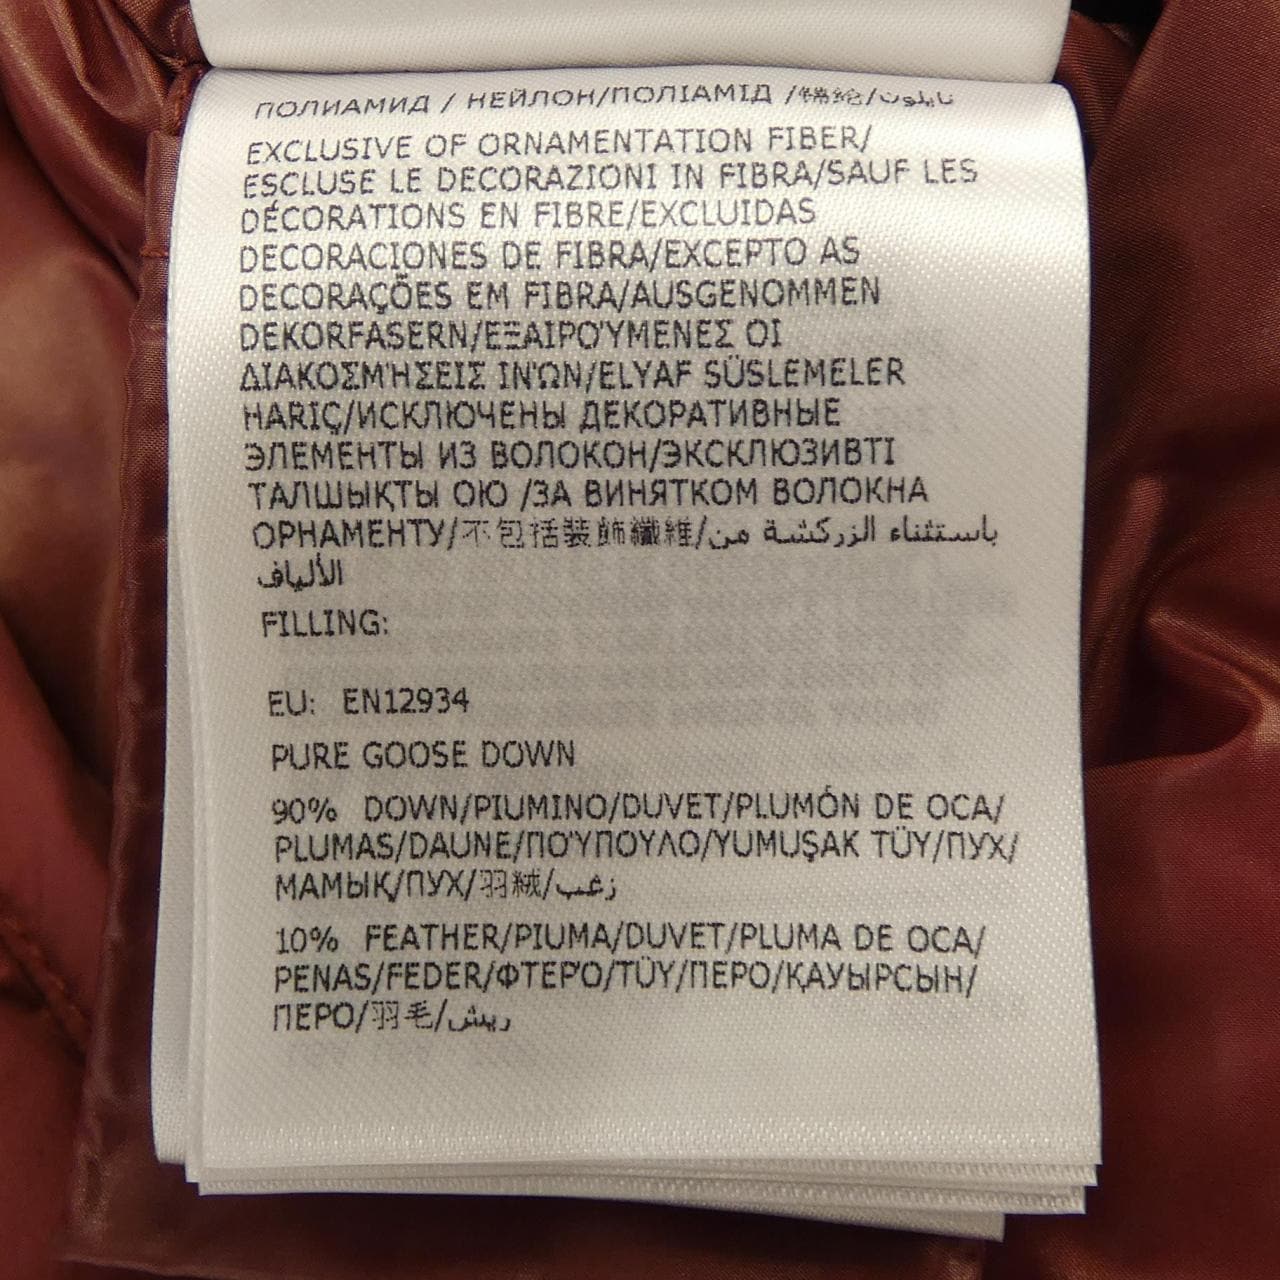 ПОЛИАМИД / НЕЙЛОН/ПОЛІАМІД /錦綸/نايلون
EXCLUSIVE OF ORNAMENTATION FIBER/
ESCLUSE LE DECORAZIONI IN FIBRA/SAUF LES
DÉCORATIONS EN FIBRE/EXCLUIDAS
DECORACIONES DE FIBRA/EXCEPTO AS
DECORAÇÕES EM FIBRA/AUSGENOMMEN
DEKORFASERN/ΕΞΑΙΡΟΎΜΕΝΕΣ ΟΙ
ΔΙΑΚΟΣΜΉΣΕΙΣ ΙΝΏΝ/ELYAF SÜSLEMELER
HARIÇ/ИСКЛЮЧЕНЫ ДЕКОРАТИВНЫЕ
ЭЛЕМЕНТЫ ИЗ ВОЛОКОН/ЭКСКЛЮЗИВТІ
ТАЛШЫҚТЫ ОЮ /ЗА ВИНЯТКОМ ВОЛОКНА
ОРНАМЕНТУ/不包括裝飾纖維/باستثناء الزركشة من
الألياف
FILLING:
EU: EN12934
PURE GOOSE DOWN
90% DOWN/PIUMINO/DUVET/PLUMÓN DE OCA/
PLUMAS/DAUNE/ΠΟΎΠΟΥΛΟ/YUMUŞAK TÜY/ПУХ/
МАМЫҚ/ПУХ/羽絨/زغب
10% FEATHER/PIUMA/DUVET/PLUMA DE OCA/
PENAS/FEDER/ΦΤΕΡΌ/TÜY/ПЕРО/ҚАУЫРСЫН/
ПЕРО/羽毛/ريش